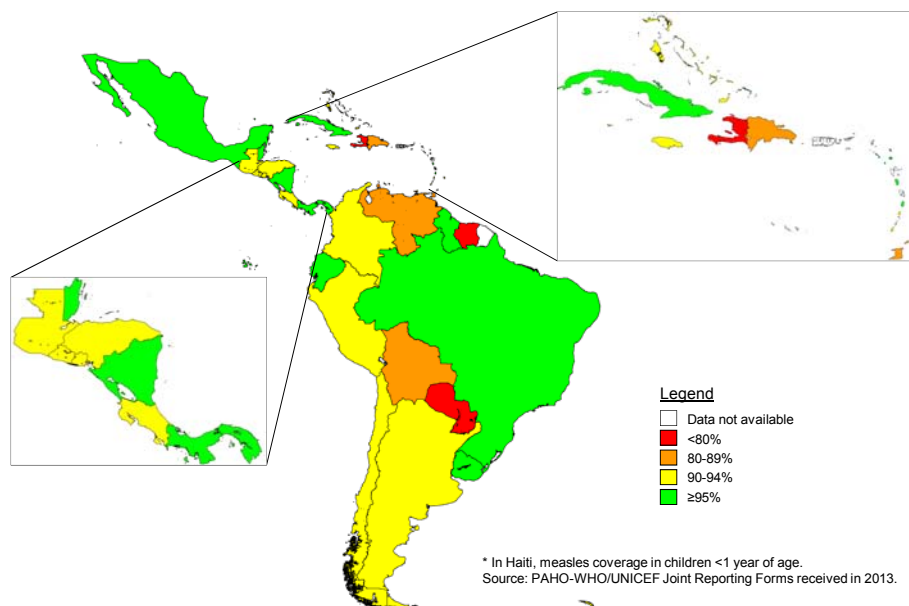 Legend
Data not available
<80%
80-89%
90-94%
≥95%
* In Haiti, measles coverage in children <1 year of age.
Source: PAHO-WHO/UNICEF Joint Reporting Forms received in 2013.